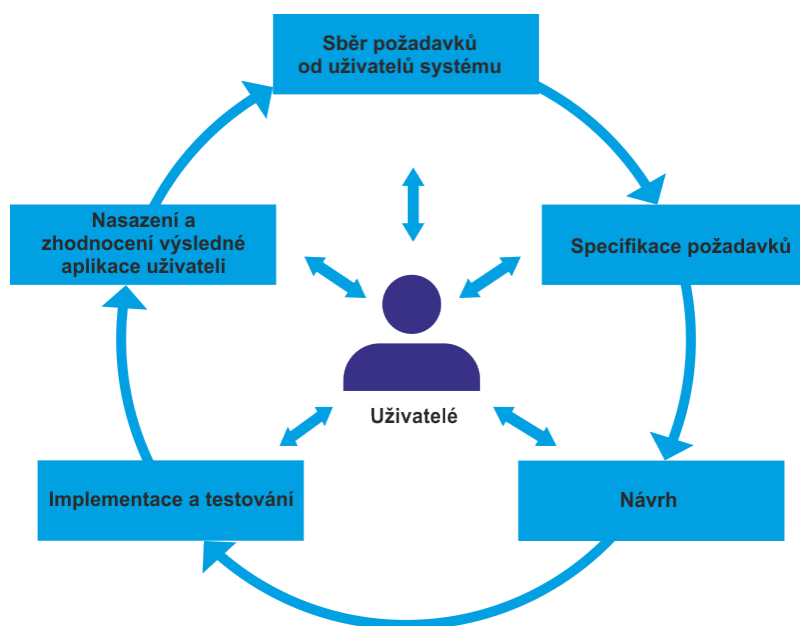 Sběr požadavků
od uživatelů systému
Nasazení a
zhodnocení výsledné
aplikace uživateli
Specifikace požadavků
Uživatelé
Implementace a testování
Návrh